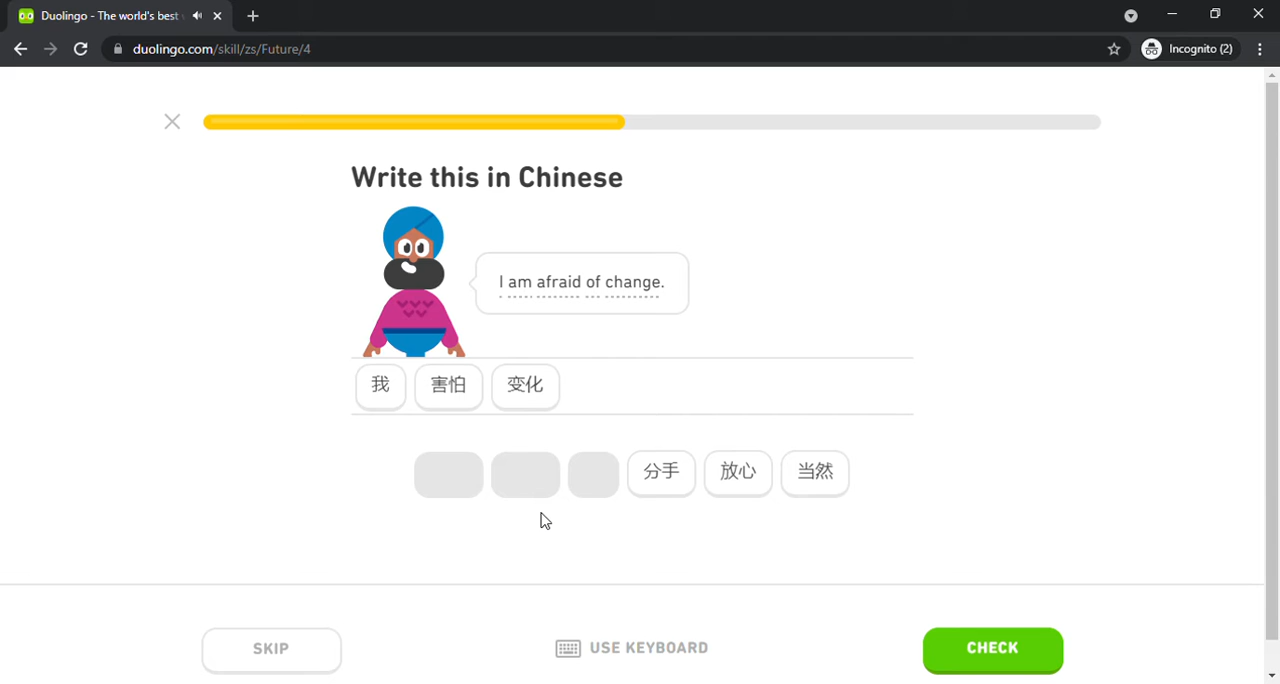 Duolingo - The world's best
duolingo.com/skill/zs/Future/4
Incognito (2)
Write this in Chinese
I am afraid of change.
我 害怕 变化
分手 放心 当然
SKIP
USE KEYBOARD
CHECK